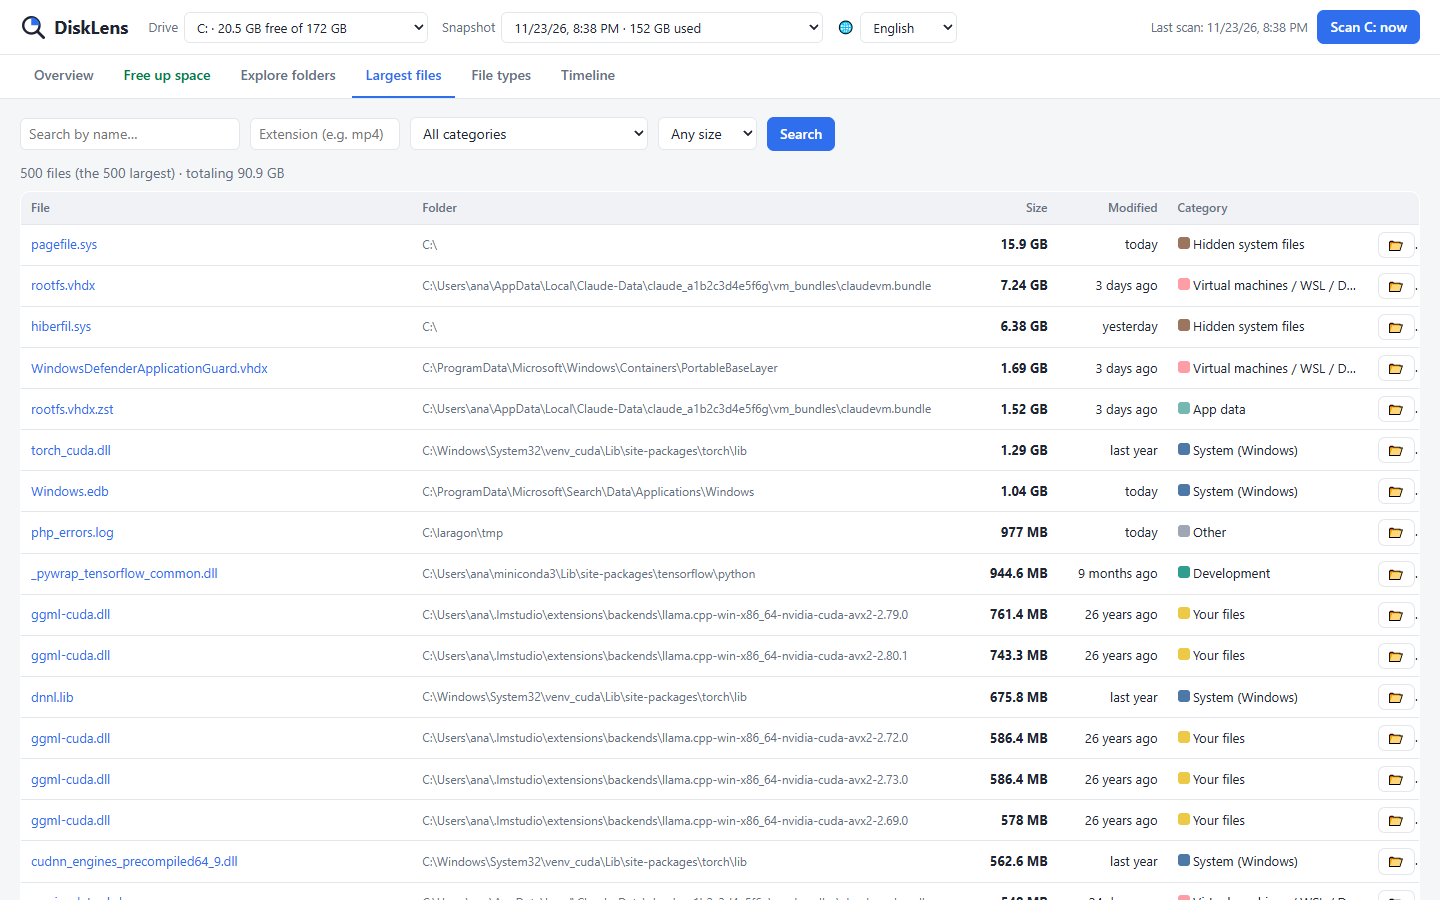 DiskLens
Drive
C: · 20.5 GB free of 172 GB
Snapshot
11/23/26, 8:38 PM · 152 GB used
English
Last scan: 11/23/26, 8:38 PM
Scan C: now
Overview
Free up space
Explore folders
Largest files
File types
Timeline
Search by name...
Extension (e.g. mp4)
All categories
Any size
Search
500 files (the 500 largest) · totaling 90.9 GB
File Folder Size Modified Category
pagefile.sys C:\ 15.9 GB today Hidden system files
rootfs.vhdx C:\Users\ana\AppData\Local\Claude-Data\claude_a1b2c3d4e5f6g\vm_bundles\claudevm.bundle 7.24 GB 3 days ago Virtual machines / WSL / D...
hiberfil.sys C:\ 6.38 GB yesterday Hidden system files
WindowsDefenderApplicationGuard.vhdx C:\ProgramData\Microsoft\Windows\Containers\PortableBaseLayer 1.69 GB 3 days ago Virtual machines / WSL / D...
rootfs.vhdx.zst C:\Users\ana\AppData\Local\Claude-Data\claude_a1b2c3d4e5f6g\vm_bundles\claudevm.bundle 1.52 GB 3 days ago App data
torch_cuda.dll C:\Windows\System32\venv_cuda\Lib\site-packages\torch\lib 1.29 GB last year System (Windows)
Windows.edb C:\ProgramData\Microsoft\Search\Data\Applications\Windows 1.04 GB today System (Windows)
php_errors.log C:\laragon\tmp 977 MB today Other
_pywrap_tensorflow_common.dll C:\Users\ana\miniconda3\Lib\site-packages\tensorflow\python 944.6 MB 9 months ago Development
ggml-cuda.dll C:\Users\ana\.lmstudio\extensions\backends\llama.cpp-win-x86_64-nvidia-cuda-avx2-2.79.0 761.4 MB 26 years ago Your files
ggml-cuda.dll C:\Users\ana\.lmstudio\extensions\backends\llama.cpp-win-x86_64-nvidia-cuda-avx2-2.80.1 743.3 MB 26 years ago Your files
dnnl.lib C:\Windows\System32\venv_cuda\Lib\site-packages\torch\lib 675.8 MB last year System (Windows)
ggml-cuda.dll C:\Users\ana\.lmstudio\extensions\backends\llama.cpp-win-x86_64-nvidia-cuda-avx2-2.72.0 586.4 MB 26 years ago Your files
ggml-cuda.dll C:\Users\ana\.lmstudio\extensions\backends\llama.cpp-win-x86_64-nvidia-cuda-avx2-2.73.0 586.4 MB 26 years ago Your files
ggml-cuda.dll C:\Users\ana\.lmstudio\extensions\backends\llama.cpp-win-x86_64-nvidia-cuda-avx2-2.69.0 578 MB 26 years ago Your files
cudnn_engines_precompiled64_9.dll C:\Windows\System32\venv_cuda\Lib\site-packages\torch\lib 562.6 MB last year System (Windows)